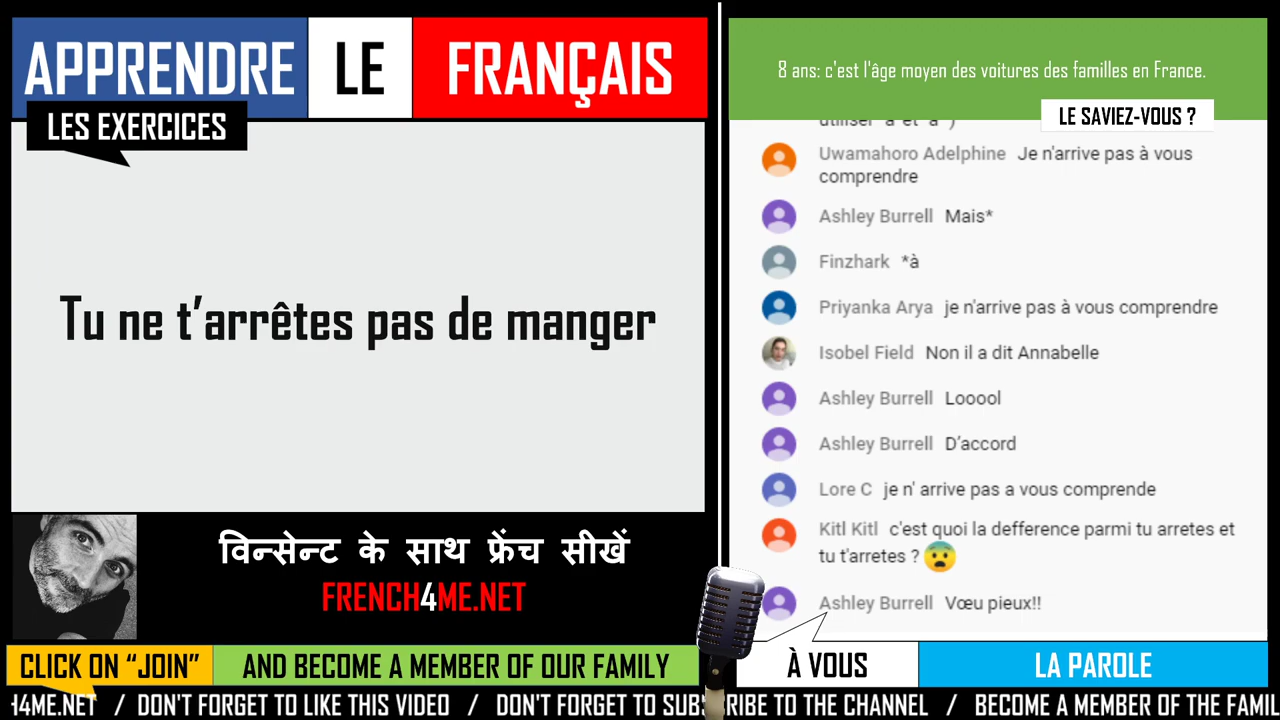 APPRENDRE LE FRANÇAIS
LES EXERCICES
Tu ne t’arrêtes pas de manger
विन्सेन्ट के साथ फ्रेंच सीखें
FRENCH4ME.NET
8 ans: c'est l'âge moyen des voitures des familles en France.
LE SAVIEZ-VOUS ?
Uwamahoro Adelphine Je n'arrive pas à vous
comprendre
Ashley Burrell Mais*
Finzhark *à
Priyanka Arya je n'arrive pas à vous comprendre
Isobel Field Non il a dit Annabelle
Ashley Burrell Looool
Ashley Burrell D’accord
Lore C je n' arrive pas a vous comprende
Kitl Kitl c'est quoi la defference parmi tu arretes et
tu t'arretes ? 😨
Ashley Burrell Vœu pieux!!
CLICK ON “JOIN” AND BECOME A MEMBER OF OUR FAMILY
À VOUS LA PAROLE
4ME.NET / DON'T FORGET TO LIKE THIS VIDEO / DON'T FORGET TO SUBSCRIBE TO THE CHANNEL / BECOME A MEMBER OF THE FAMIL